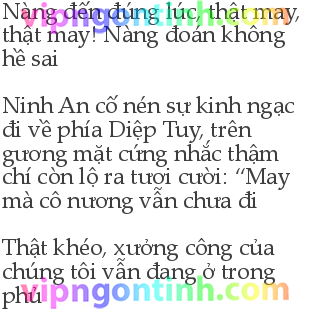 Nàng đến đúng lúc, thật may,
thật may! Nàng đoán không
hề sai
Ninh An cố nén sự kinh ngạc
đi về phía Diệp Tuy, trên
gương mặt cứng nhắc thậm
chí còn lộ ra tươi cười: “May
mà cô nương vẫn chưa đi
Thật khéo, xưởng công của
chúng tôi vẫn đang ở trong
phủ
vipngontinh.com
vipngontinh.com